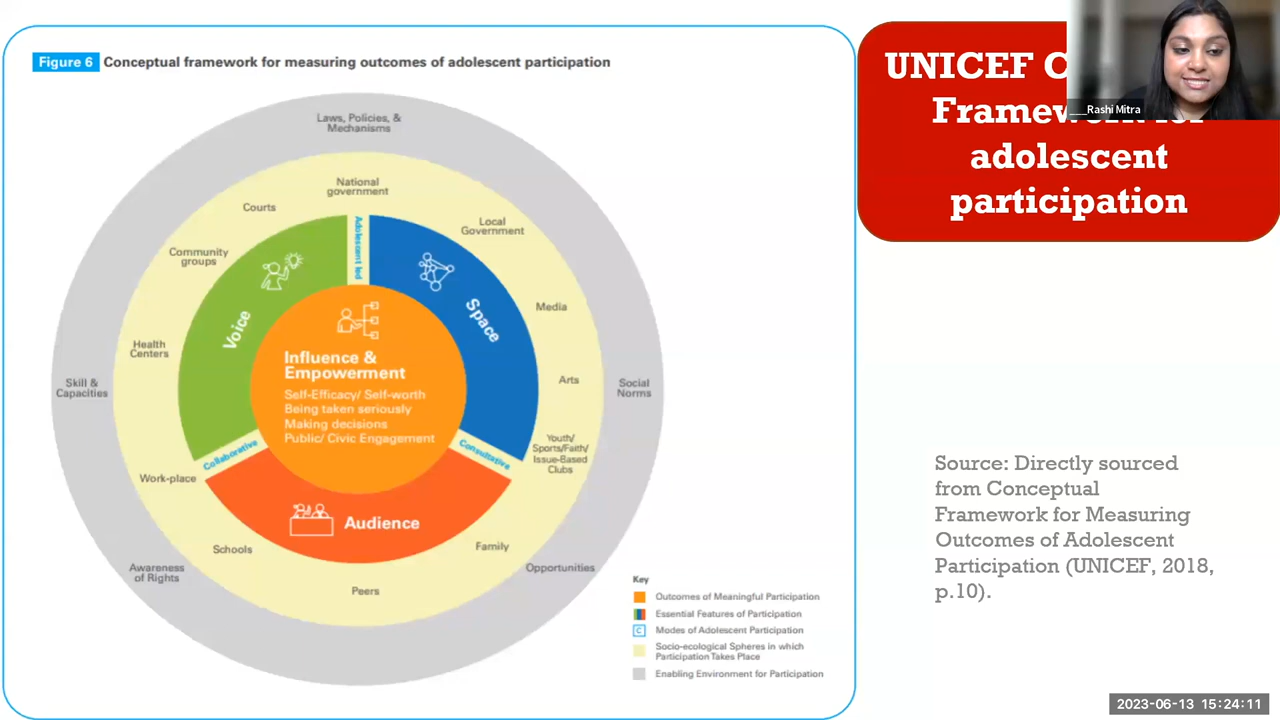 Figure 6 Conceptual framework for measuring outcomes of adolescent participation
Laws, Policies, &
Mechanisms
National
government
Courts
Local
Government
Community
groups
Media
Health
Centers
Arts
Skill &
Capacities
Social
Norms
Youth/
Sports/Faith/
Issue-Based
Clubs
Work-place
Schools
Family
Awareness
of Rights
Opportunities
Peers
Adolescent led
Voice
Space
Collaborative
Consultative
Audience
Influence &
Empowerment
Self-Efficacy/ Self-worth
Being taken seriously
Making decisions
Public/ Civic Engagement
Key
Outcomes of Meaningful Participation
Essential Features of Participation
C Modes of Adolescent Participation
Socio-ecological Spheres in which
Participation Takes Place
Enabling Environment for Participation
UNICEF
adolescent
participation
___Rashi Mitra
Source: Directly sourced
from Conceptual
Framework for Measuring
Outcomes of Adolescent
Participation (UNICEF, 2018,
p.10).
2023-06-13 15:24:11